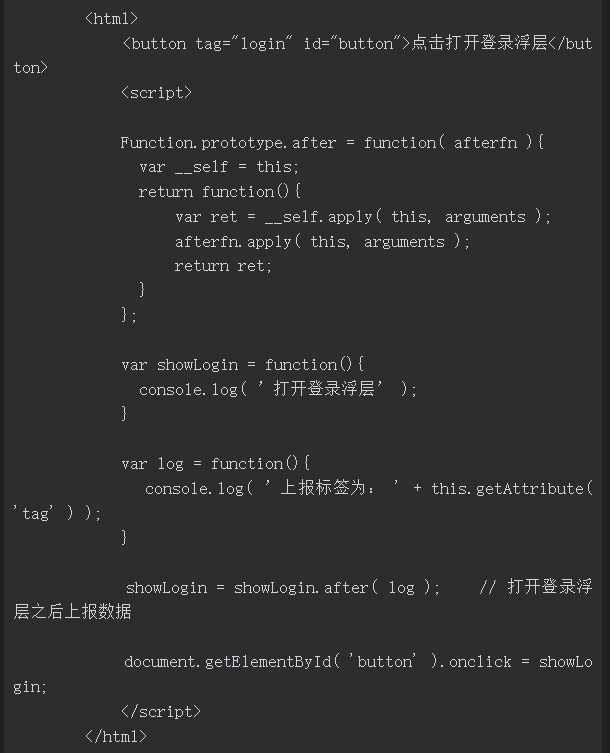 <html>
<button tag="login" id="button">点击打开登录浮层</but
ton>
<script>
Function.prototype.after = function( afterfn ){
var __self = this;
return function(){
var ret = __self.apply( this, arguments );
afterfn.apply( this, arguments );
return ret;
}
};
var showLogin = function(){
console.log( ’打开登录浮层’ );
}
var log = function(){
console.log( ’上报标签为： ' + this.getAttribute(
'tag' ) );
}
showLogin = showLogin.after( log ); // 打开登录浮
层之后上报数据
document.getElementById( 'button' ).onclick = showLo
gin;
</script>
</html>